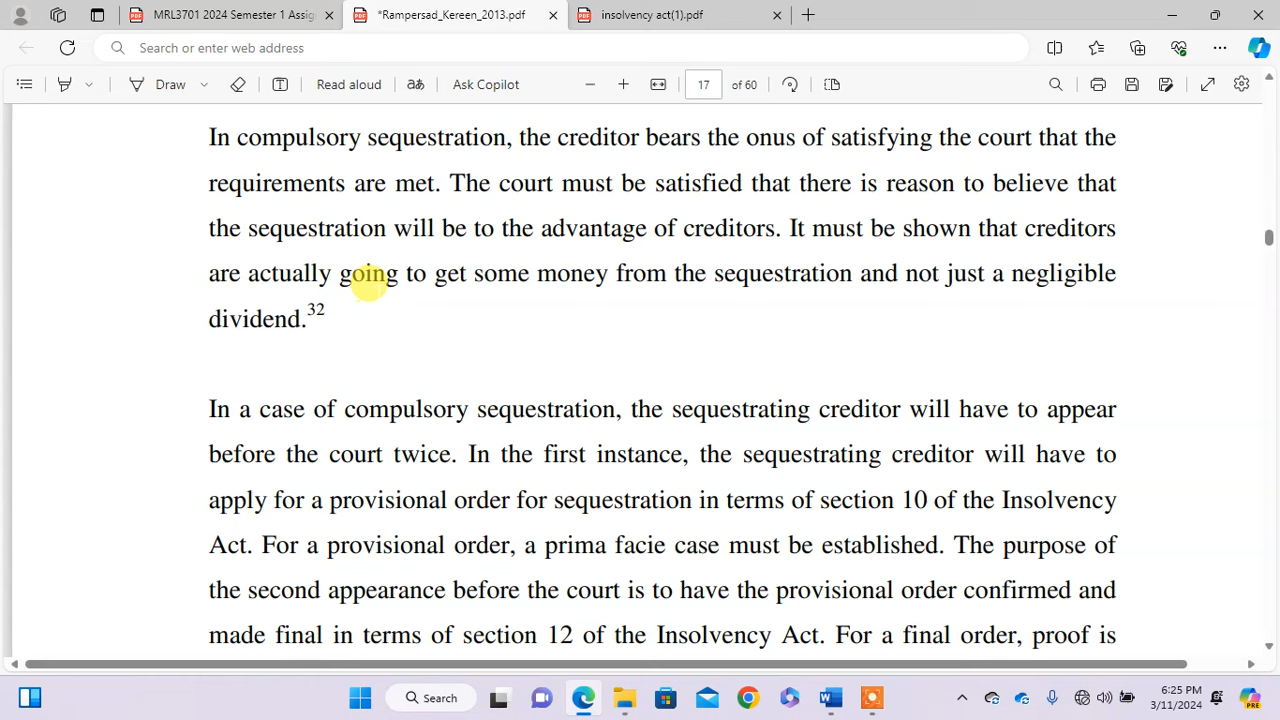 MRL3701 2024 Semester 1 Assig
*Rampersad_Kereen_2013.pdf
insolvency act(1).pdf
Search or enter web address
Draw
Read aloud
aあ
Ask Copilot
17
of 60
In compulsory sequestration, the creditor bears the onus of satisfying the court that the
requirements are met. The court must be satisfied that there is reason to believe that
the sequestration will be to the advantage of creditors. It must be shown that creditors
are actually going to get some money from the sequestration and not just a negligible
dividend.32
In a case of compulsory sequestration, the sequestrating creditor will have to appear
before the court twice. In the first instance, the sequestrating creditor will have to
apply for a provisional order for sequestration in terms of section 10 of the Insolvency
Act. For a provisional order, a prima facie case must be established. The purpose of
the second appearance before the court is to have the provisional order confirmed and
made final in terms of section 12 of the Insolvency Act. For a final order, proof is
Search
6:25 PM
3/11/2024